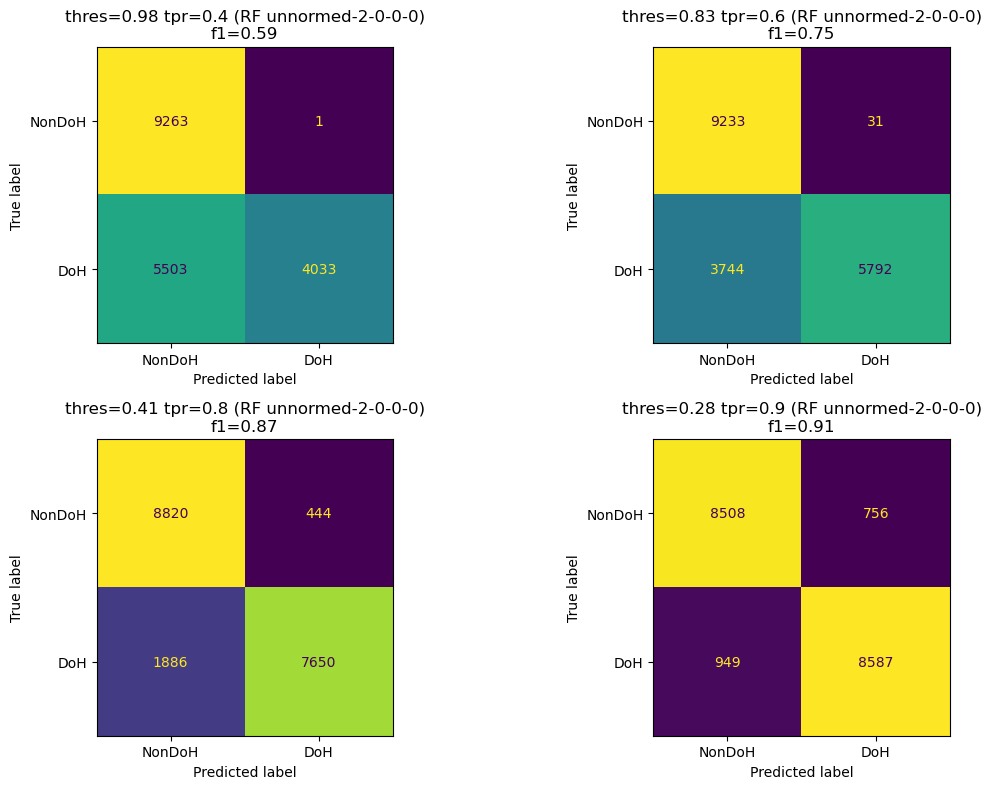 thres=0.98 tpr=0.4 (RF unnormed-2-0-0-0)
f1=0.59
True label
NonDoH
9263
1
DoH
5503
4033
NonDoH
DoH
Predicted label
thres=0.83 tpr=0.6 (RF unnormed-2-0-0-0)
f1=0.75
True label
NonDoH
9233
31
DoH
3744
5792
NonDoH
DoH
Predicted label
thres=0.41 tpr=0.8 (RF unnormed-2-0-0-0)
f1=0.87
True label
NonDoH
8820
444
DoH
1886
7650
NonDoH
DoH
Predicted label
thres=0.28 tpr=0.9 (RF unnormed-2-0-0-0)
f1=0.91
True label
NonDoH
8508
756
DoH
949
8587
NonDoH
DoH
Predicted label